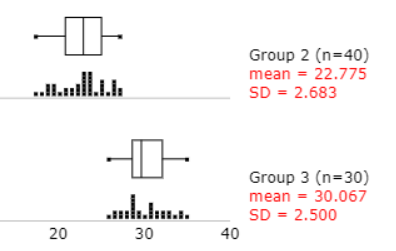 Group 2 (n=40)
mean = 22.775
SD = 2.683
Group 3 (n=30)
mean = 30.067
SD = 2.500
20 30 40